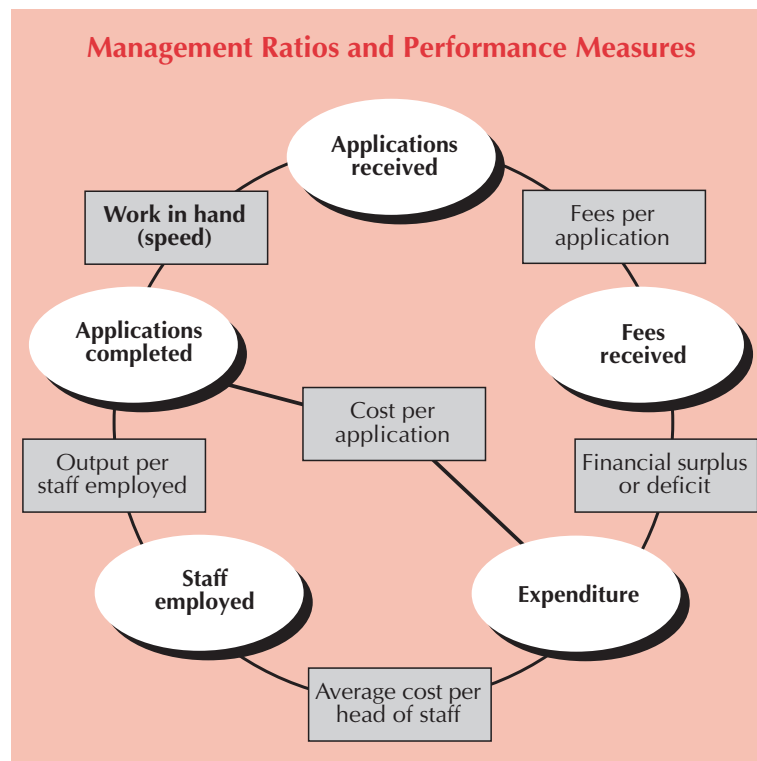 Management Ratios and Performance Measures
Applications
received
Work in hand
(speed)
Fees per
application
Applications
completed
Fees
received
Cost per
application
Output per
staff employed
Financial surplus
or deficit
Staff
employed
Expenditure
Average cost per
head of staff